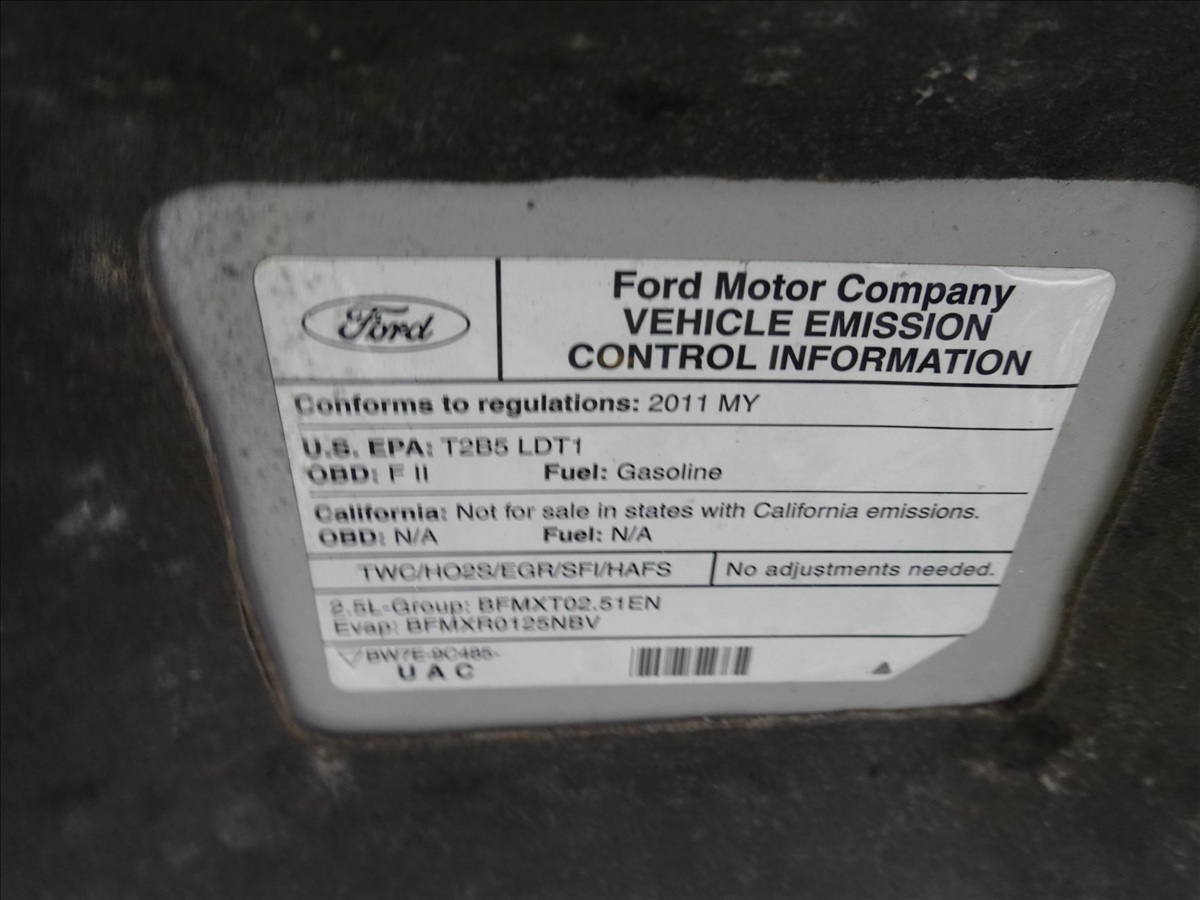 Ford
Ford Motor Company
VEHICLE EMISSION
CONTROL INFORMATION
Conforms to regulations: 2011 MY
U.S. EPA: T2B5 LDT1
OBD: F II Fuel: Gasoline
California: Not for sale in states with California emissions.
OBD: N/A Fuel: N/A
TWC/HO2S/EGR/SFI/HAFS No adjustments needed.
2.5L-Group: BFMXT02.51EN
Evap: BFMXR0125NBV
BW7E-9C485-
U A C